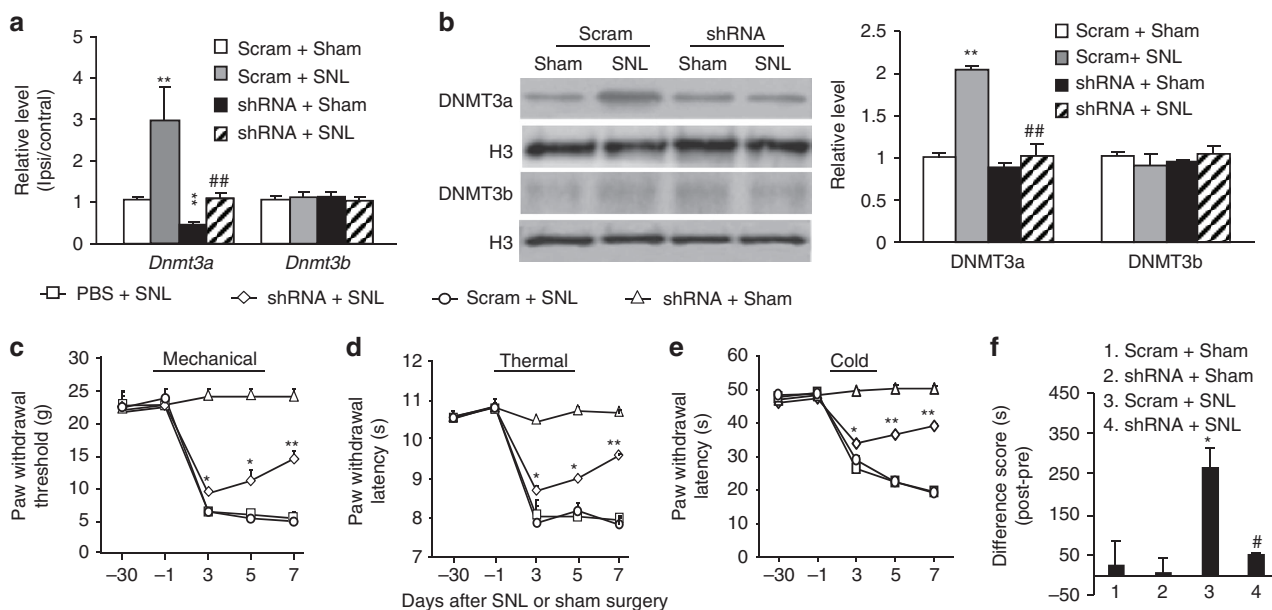 a
Relative level
(Ipsi/control)
5
4
3
2
1
0
Scram + Sham
Scram + SNL
shRNA + Sham
shRNA + SNL
**
**
##
Dnmt3a
Dnmt3b
b
Scram
shRNA
Sham
SNL
Sham
SNL
DNMT3a
H3
DNMT3b
H3
Relative level
2.5
2
1.5
1
0.5
0
Scram + Sham
Scram+ SNL
shRNA + Sham
shRNA + SNL
**
##
DNMT3a
DNMT3b
PBS + SNL
shRNA + SNL
Scram + SNL
shRNA + Sham
c
Mechanical
Paw withdrawal
threshold (g)
30
25
20
15
10
5
0
*
*
**
–30
–1
3
5
7
d
Thermal
Paw withdrawal
latency (s)
12
11
10
9
8
7
*
*
**
–30
–1
3
5
7
Days after SNL or sham surgery
e
Cold
Paw withdrawal
latency (s)
60
50
40
30
20
10
0
*
**
**
–30
–1
3
5
7
f
1. Scram + Sham
2. shRNA + Sham
3. Scram + SNL
4. shRNA + SNL
Difference score (s)
(post-pre)
450
350
250
150
50
–50
*
#
1
2
3
4